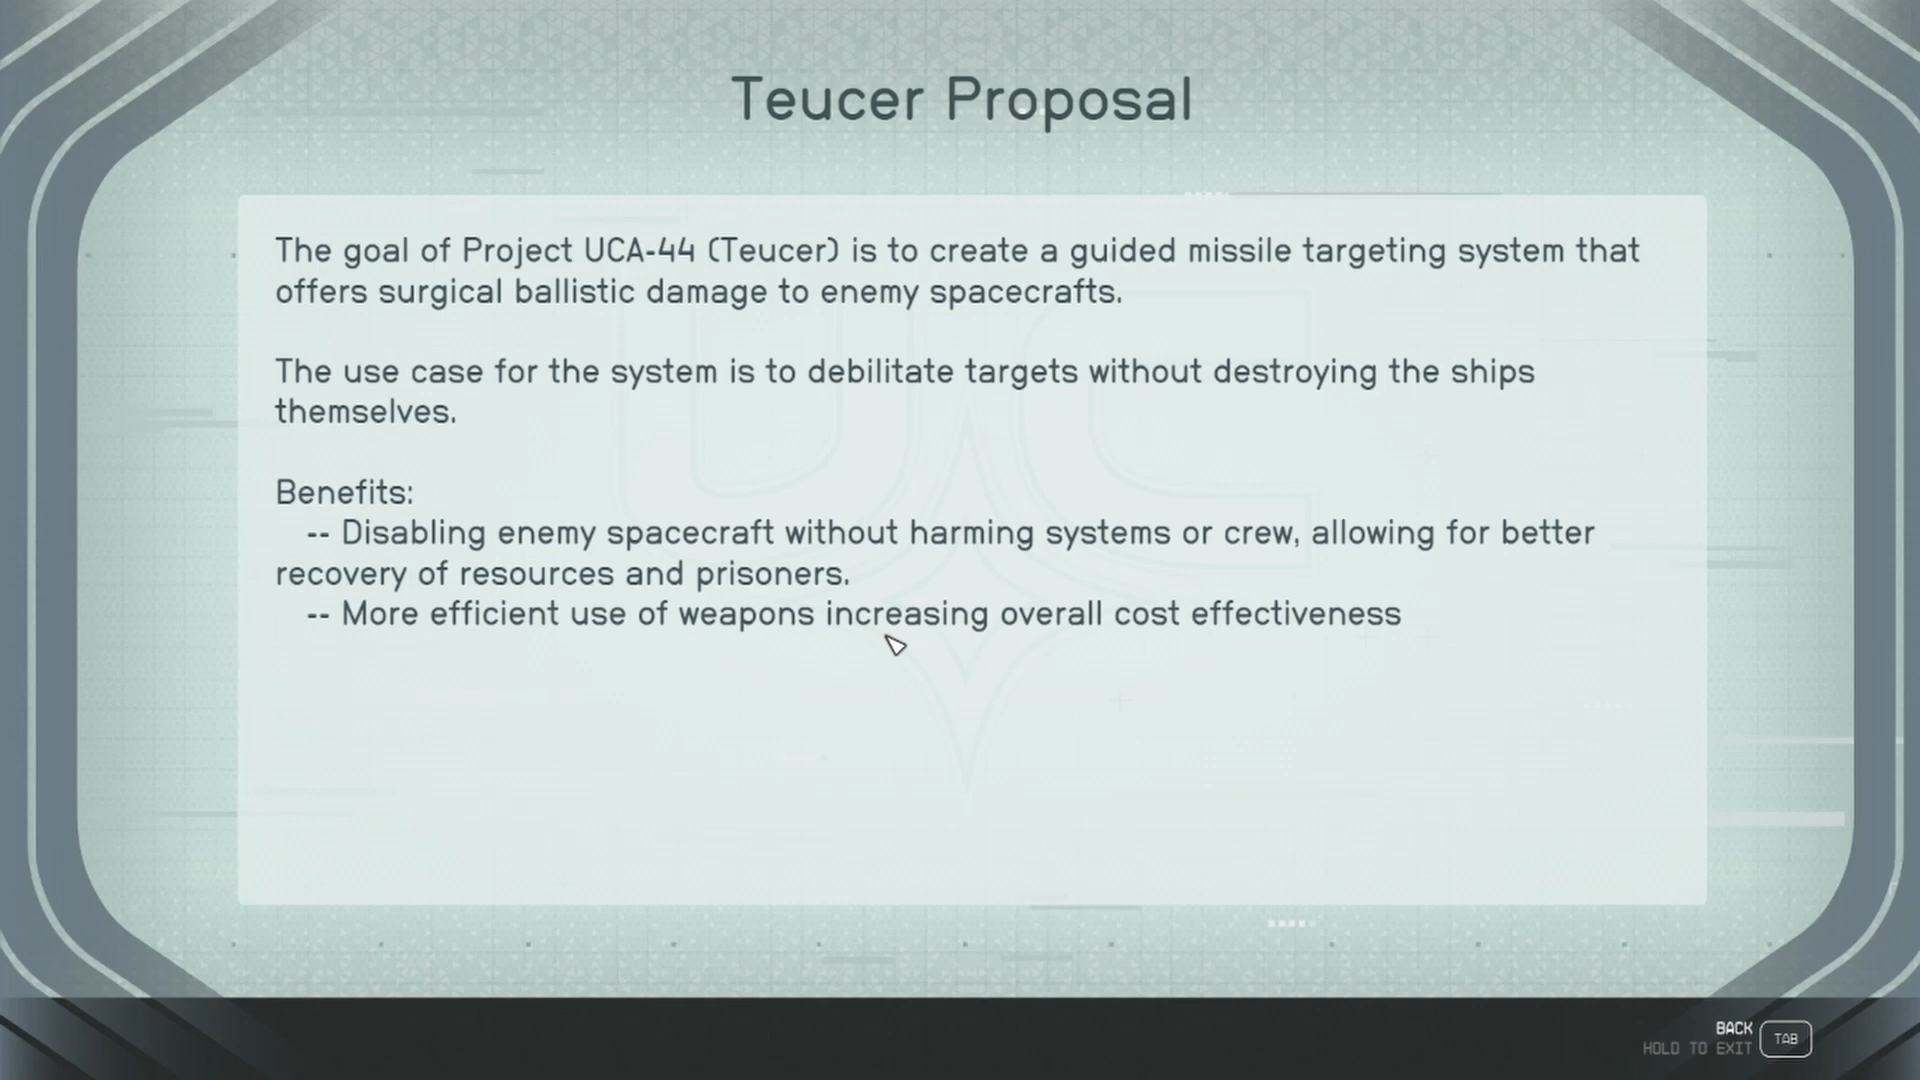 Teucer Proposal
The goal of Project UCA-44 (Teucer) is to create a guided missile targeting system that
offers surgical ballistic damage to enemy spacecrafts.
The use case for the system is to debilitate targets without destroying the ships
themselves.
Benefits:
-- Disabling enemy spacecraft without harming systems or crew, allowing for better
recovery of resources and prisoners.
-- More efficient use of weapons increasing overall cost effectiveness
UC
BACK
HOLD TO EXIT
TAB